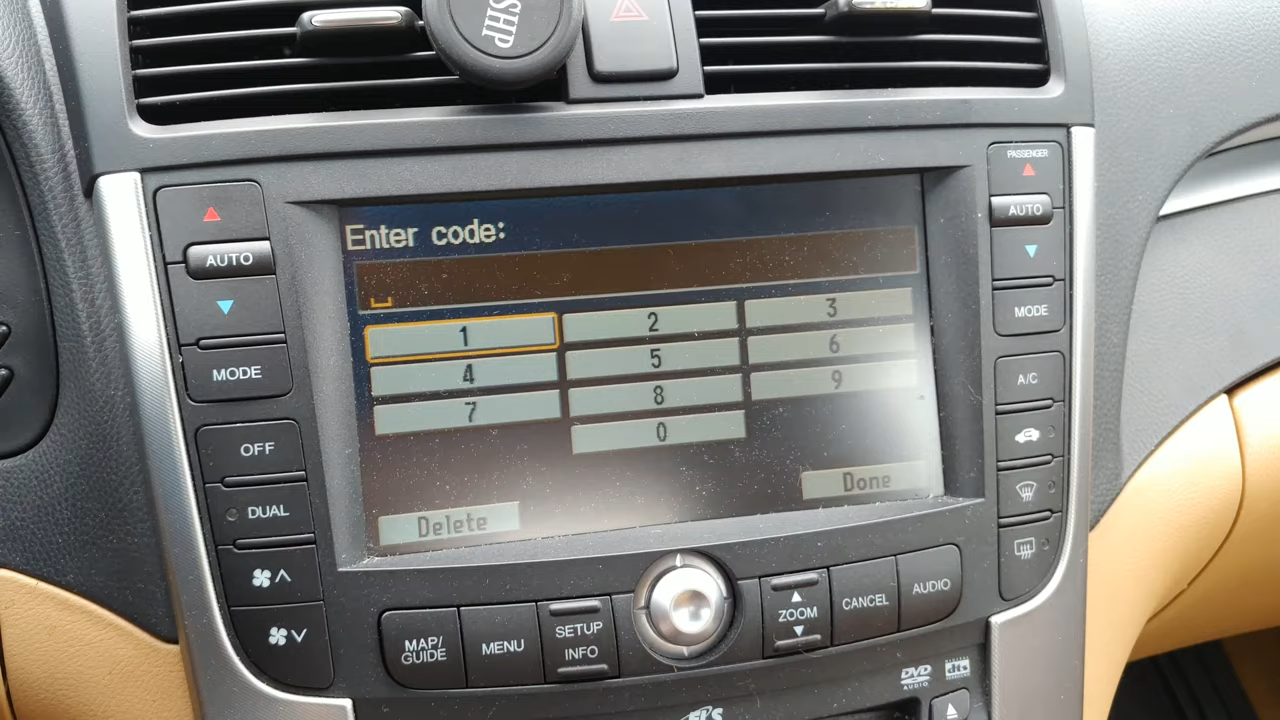 SHP
PASSENGER
AUTO
AUTO
MODE
MODE
Enter code:
1
2
3
4
5
6
7
8
9
0
Delete
Done
OFF
DUAL
A/C
MAP/
GUIDE
MENU
SETUP
INFO
ZOOM
CANCEL
AUDIO
DVD
AUDIO
dts